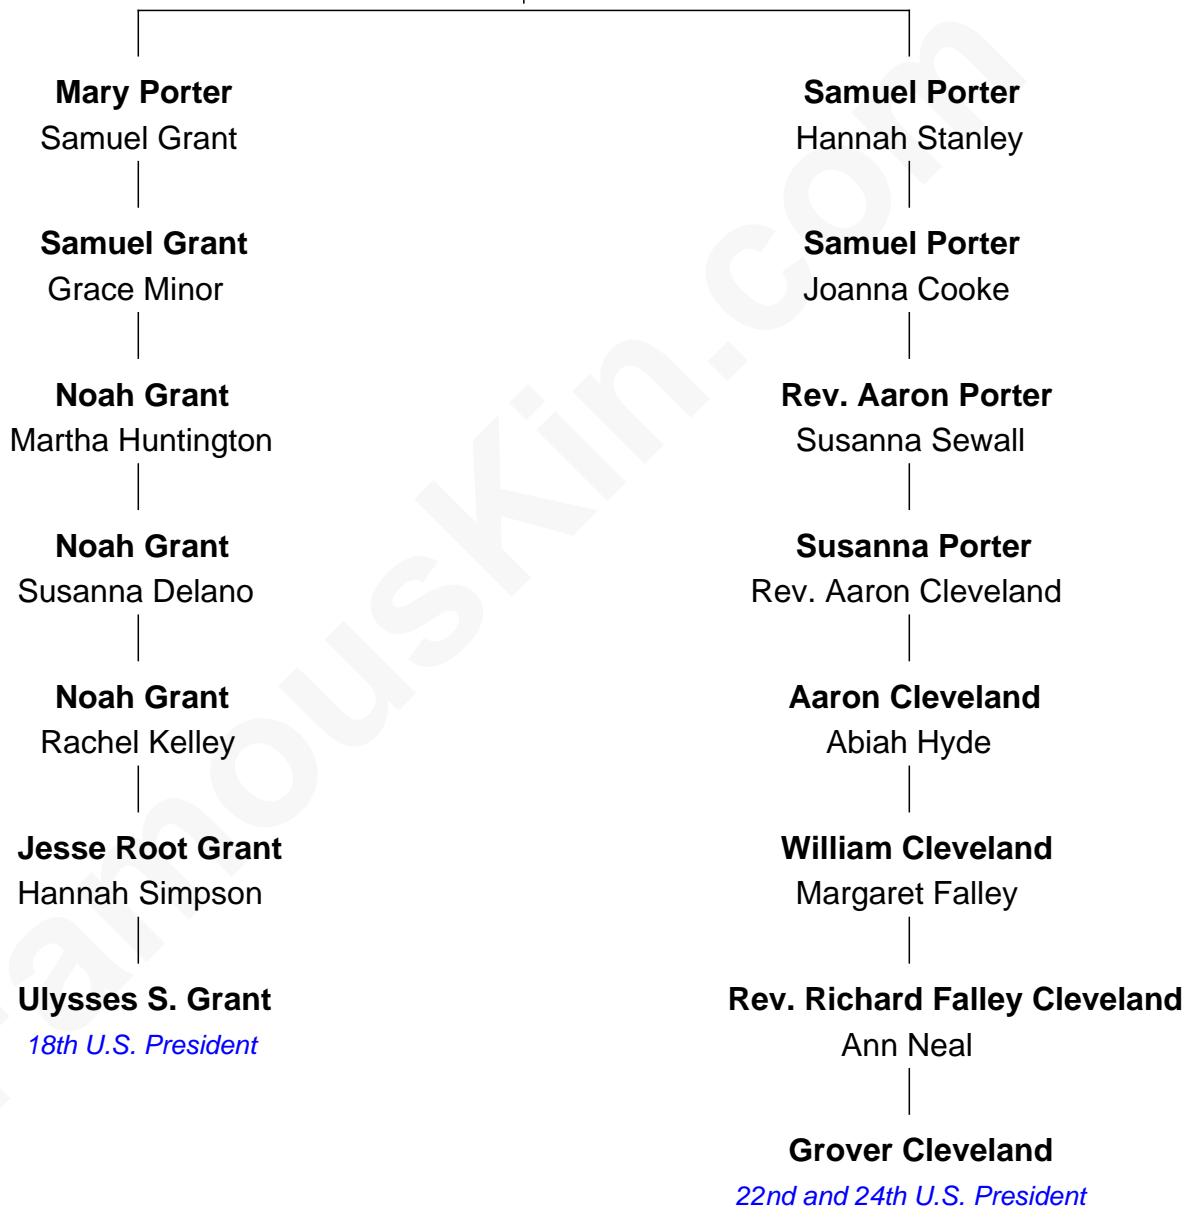 Mary Porter
Samuel Grant
Samuel Porter
Hannah Stanley
Samuel Grant
Grace Minor
Samuel Porter
Joanna Cooke
Noah Grant
Martha Huntington
Rev. Aaron Porter
Susanna Sewall
Noah Grant
Susanna Delano
Susanna Porter
Rev. Aaron Cleveland
Noah Grant
Rachel Kelley
Aaron Cleveland
Abiah Hyde
Jesse Root Grant
Hannah Simpson
William Cleveland
Margaret Falley
Ulysses S. Grant
18th U.S. President
Rev. Richard Falley Cleveland
Ann Neal
Grover Cleveland
22nd and 24th U.S. President
FamousKin.com